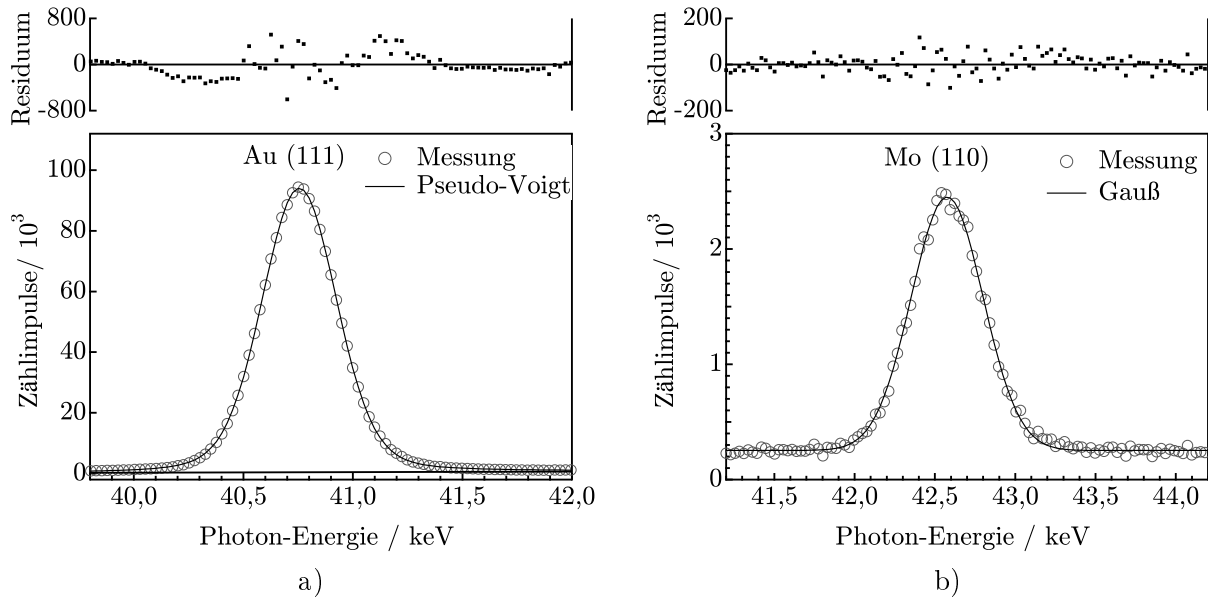 Residuum
800
0
-800
Zählimpulse/ 10³
100
80
60
40
20
0
Au (111)
Messung
Pseudo-Voigt
40,0 40,5 41,0 41,5 42,0
Photon-Energie / keV
a)
Residuum
200
0
-200
Zählimpulse/ 10³
3
2
1
0
Mo (110)
Messung
Gauß
41,5 42,0 42,5 43,0 43,5 44,0
Photon-Energie / keV
b)